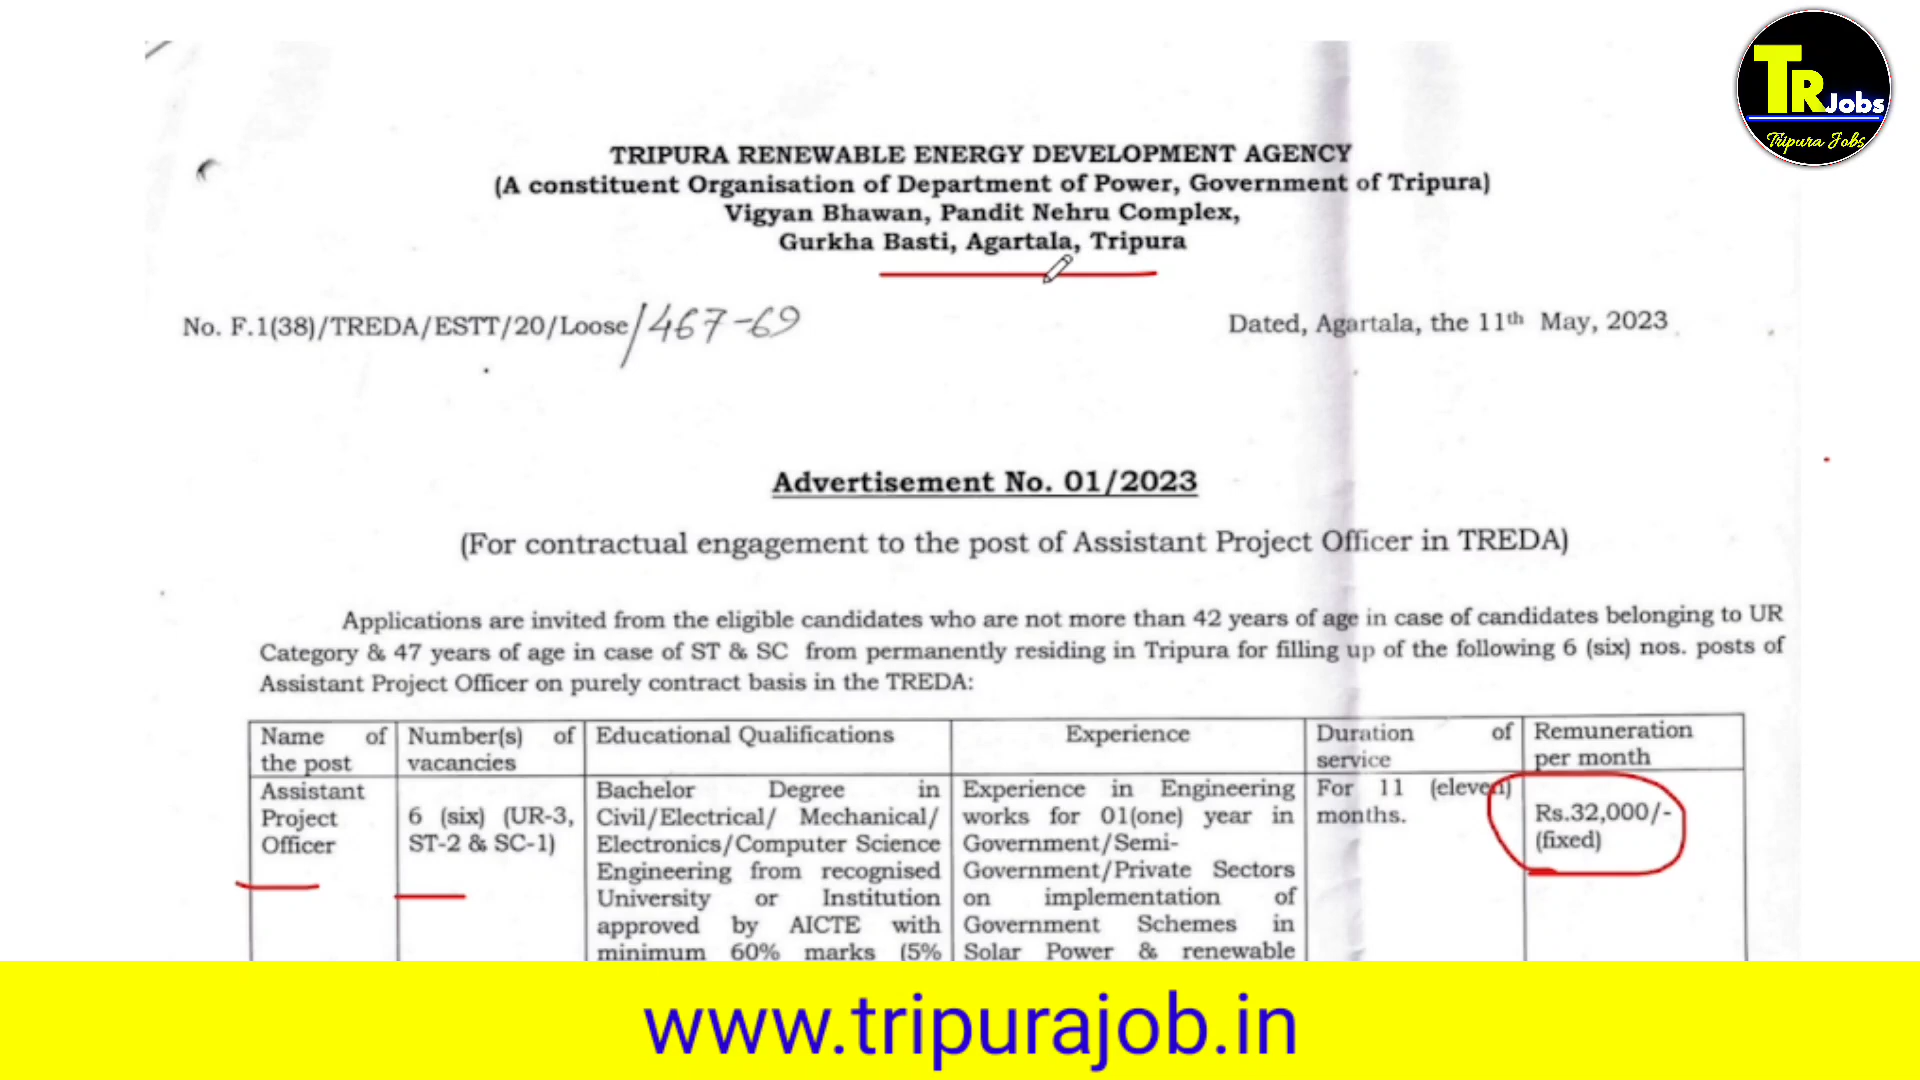 TR Jobs
Tripura Jobs
TRIPURA RENEWABLE ENERGY DEVELOPMENT AGENCY
(A constituent Organisation of Department of Power, Government of Tripura)
Vigyan Bhawan, Pandit Nehru Complex,
Gurkha Basti, Agartala, Tripura
No. F.1(38)/TREDA/ESTT/20/Loose/467-69
Dated, Agartala, the 11th May, 2023
Advertisement No. 01/2023
(For contractual engagement to the post of Assistant Project Officer in TREDA)
Applications are invited from the eligible candidates who are not more than 42 years of age in case of candidates belonging to UR
Category & 47 years of age in case of ST & SC from permanently residing in Tripura for filling up of the following 6 (six) nos. posts of
Assistant Project Officer on purely contract basis in the TREDA:
Name of
the post
Number(s) of
vacancies
Educational Qualifications
Experience
Duration of
service
Remuneration
per month
Assistant
Project
Officer
6 (six) (UR-3,
ST-2 & SC-1)
Bachelor Degree in
Civil/Electrical/ Mechanical/
Electronics/Computer Science
Engineering from recognised
University or Institution
approved by AICTE with
minimum 60% marks (5%
Experience in Engineering
works for 01(one) year in
Government/Semi-
Government/Private Sectors
on implementation of
Government Schemes in
Solar Power & renewable
For 11 (eleven)
months.
Rs.32,000/-
(fixed)
www.tripurajob.in